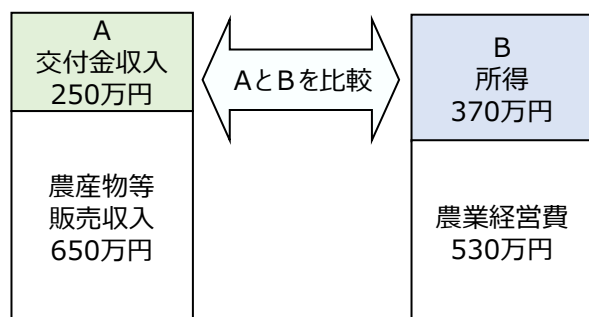 A
交付金収入
250万円
AとBを比較
B
所得
370万円
農産物等
販売収入
650万円
農業経営費
530万円